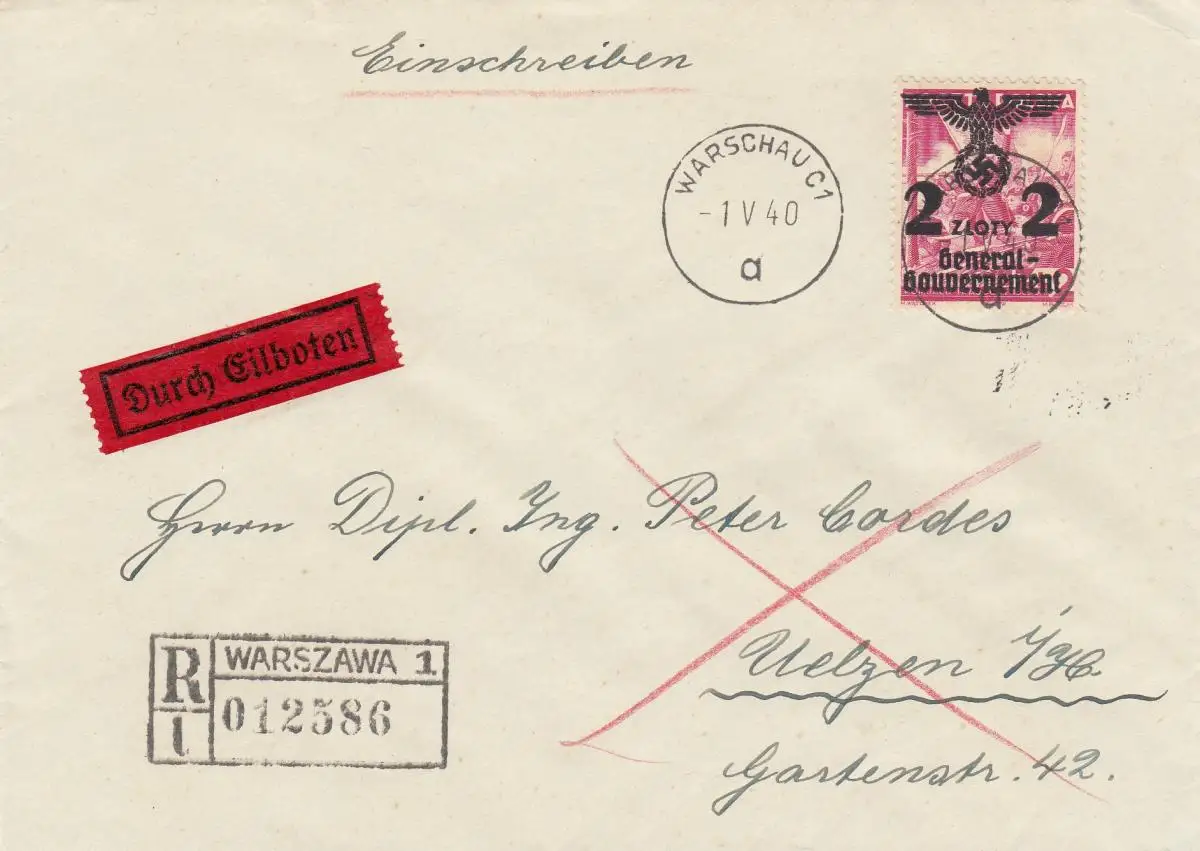 Einschreiben
WARSCHAU C1
-1 V 40
a
2 ZŁOTY 2
General-
Gouvernement
a
Durch Eilboten
Herrn Dipl. Ing. Peter Cordes
Uelzen i/H.
Gartenstr. 42.
R WARSZAWA 1
l 012586